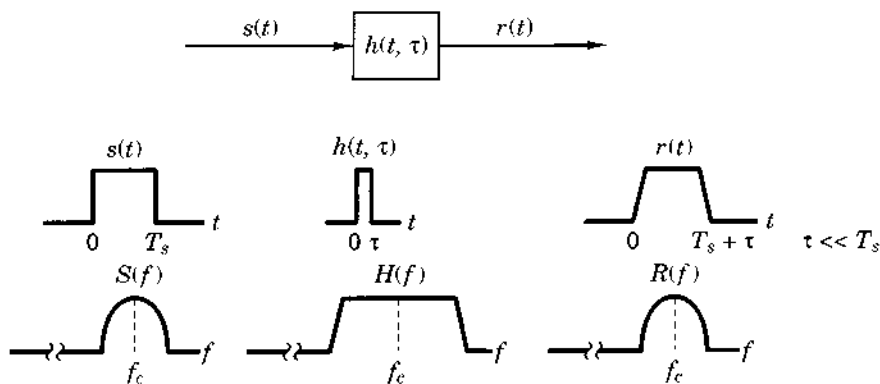 s(t) h(t, τ) r(t)
s(t) h(t, τ) r(t)
t t t
0 T_s 0 τ 0 T_s + τ τ << T_s
S(f) H(f) R(f)
f f f
f_c f_c f_c